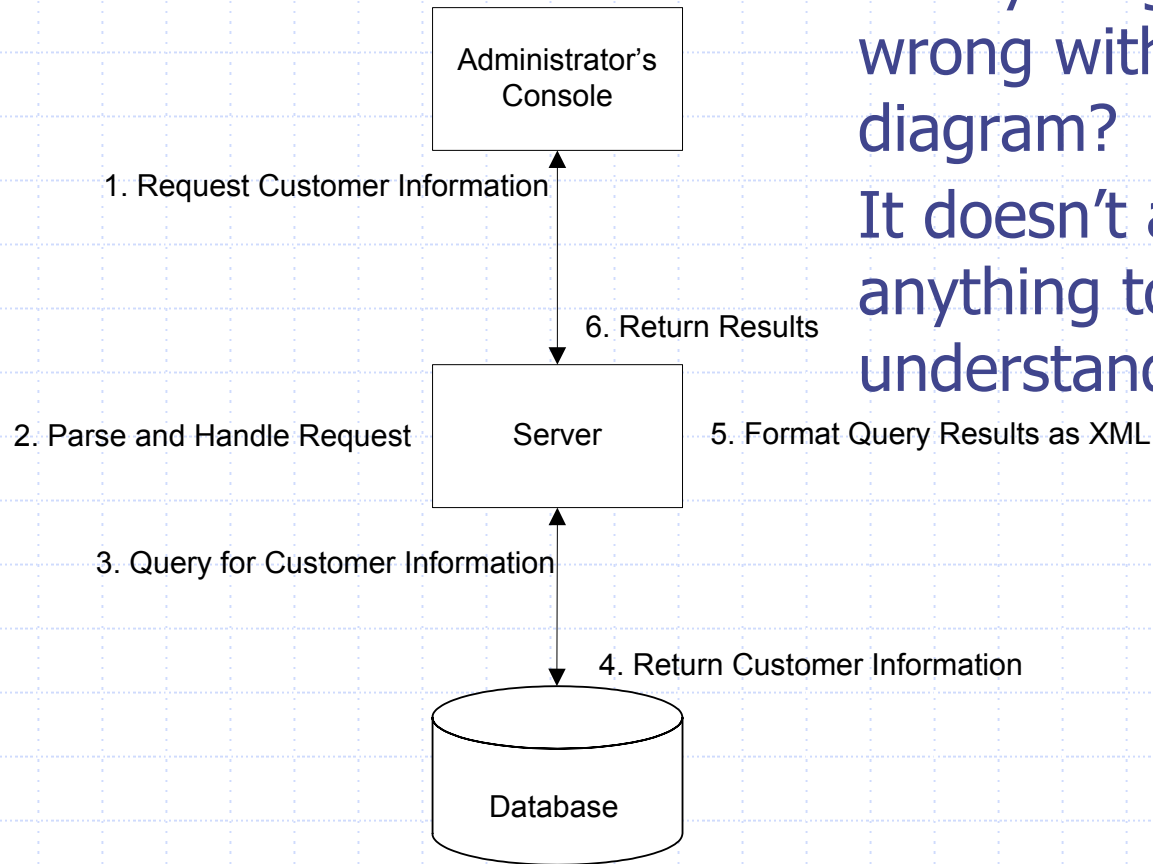 Administrator’s
Console
1. Request Customer Information
6. Return Results
2. Parse and Handle Request
Server
5. Format Query Results as XML
3. Query for Customer Information
4. Return Customer Information
Database
wrong with
diagram?
It doesn’t
anything
understand